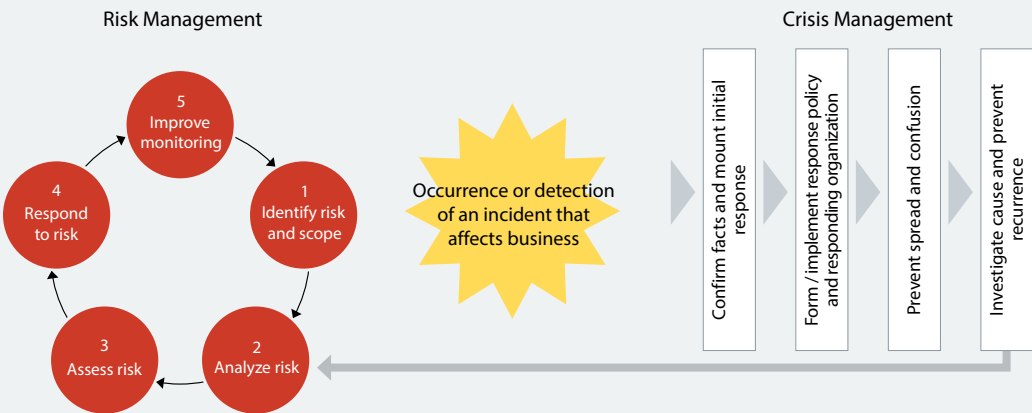 Risk Management
Crisis Management
5
Improve
monitoring
1
Identify risk
and scope
2
Analyze risk
3
Assess risk
4
Respond
to risk
Occurrence or detection
of an incident that
affects business
Confirm facts and mount initial
response
Form / implement response policy
and responding organization
Prevent spread and confusion
Investigate cause and prevent
recurrence